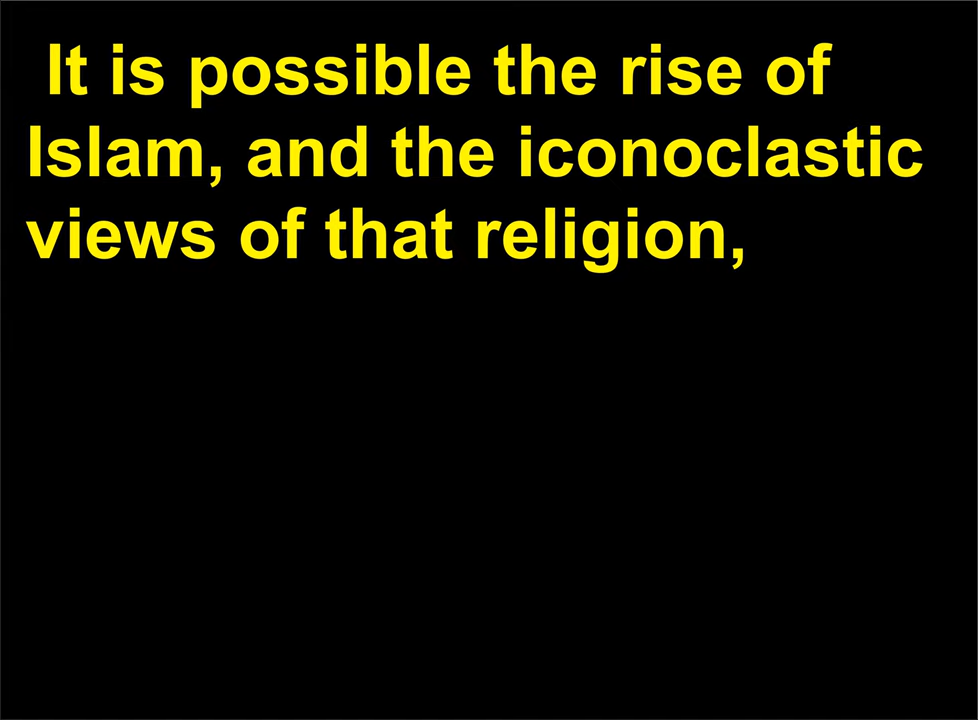 It is possible the rise of
Islam, and the iconoclastic
views of that religion,